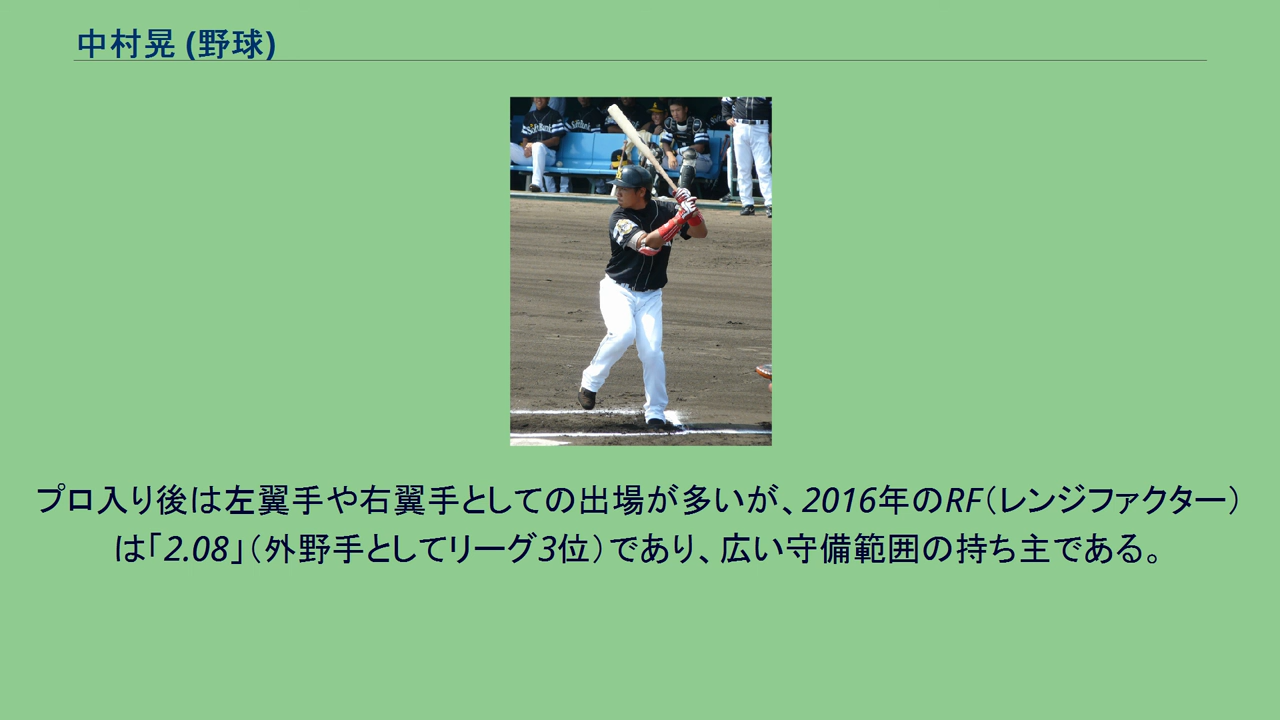 中村晃 (野球)
SoftBank
SoftBank
プロ入り後は左翼手や右翼手としての出場が多いが、2016年のRF（レンジファクター）
は「2.08」（外野手としてリーグ3位）であり、広い守備範囲の持ち主である。